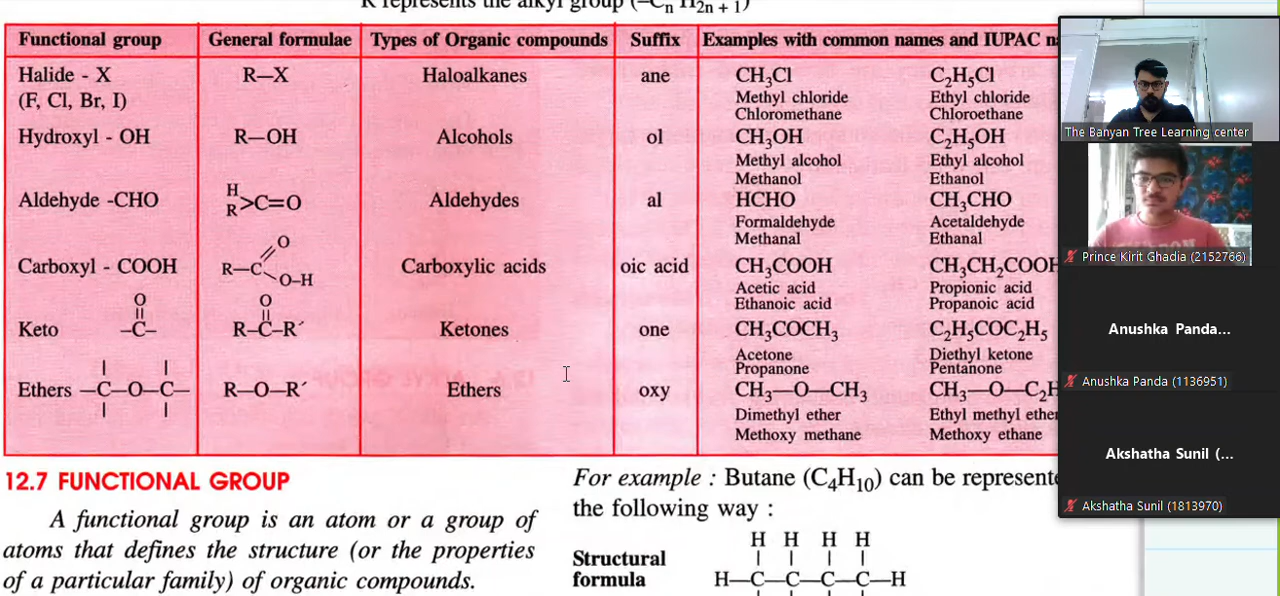 R represents the alkyl group (–CnH2n + 1)
Functional group | General formulae | Types of Organic compounds | Suffix | Examples with common names and IUPAC
Halide - X | R—X | Haloalkanes | ane | CH3Cl | C2H5Cl
(F, Cl, Br, I) | Methyl chloride | Ethyl chloride
Chloromethane | Chloroethane
Hydroxyl - OH | R—OH | Alcohols | ol | CH3OH | C2H5OH
Methyl alcohol | Ethyl alcohol
Methanol | Ethanol
Aldehyde -CHO | H R>C=O | Aldehydes | al | HCHO | CH3CHO
Formaldehyde | Acetaldehyde
Methanal | Ethanal
O
Carboxyl - COOH | R—C | Carboxylic acids | oic acid | CH3COOH | CH3CH2COOH
O–H | Acetic acid | Propionic acid
O | O | Ethanoic acid | Propanoic acid
Keto –C– | R–C–R´ | Ketones | one | CH3COCH3 | C2H5COC2H5
Acetone | Diethyl ketone
Propanone | Pentanone
Ethers –C–O–C– | R–O–R´ | Ethers | oxy | CH3—O—CH3 | CH3—O—C2H
Dimethyl ether | Ethyl methyl ether
Methoxy methane | Methoxy ethane
12.7 FUNCTIONAL GROUP
A functional group is an atom or a group of
atoms that defines the structure (or the properties
of a particular family) of organic compounds.
For example : Butane (C4H10) can be
the following way :
H H H H
Structural
formula H—C—C—C—C—H
The Banyan Tree Learning center
Prince Kirit Ghadia (2152766)
Anushka Panda...
Anushka Panda (1136951)
Akshatha Sunil (...
Akshatha Sunil (1813970)